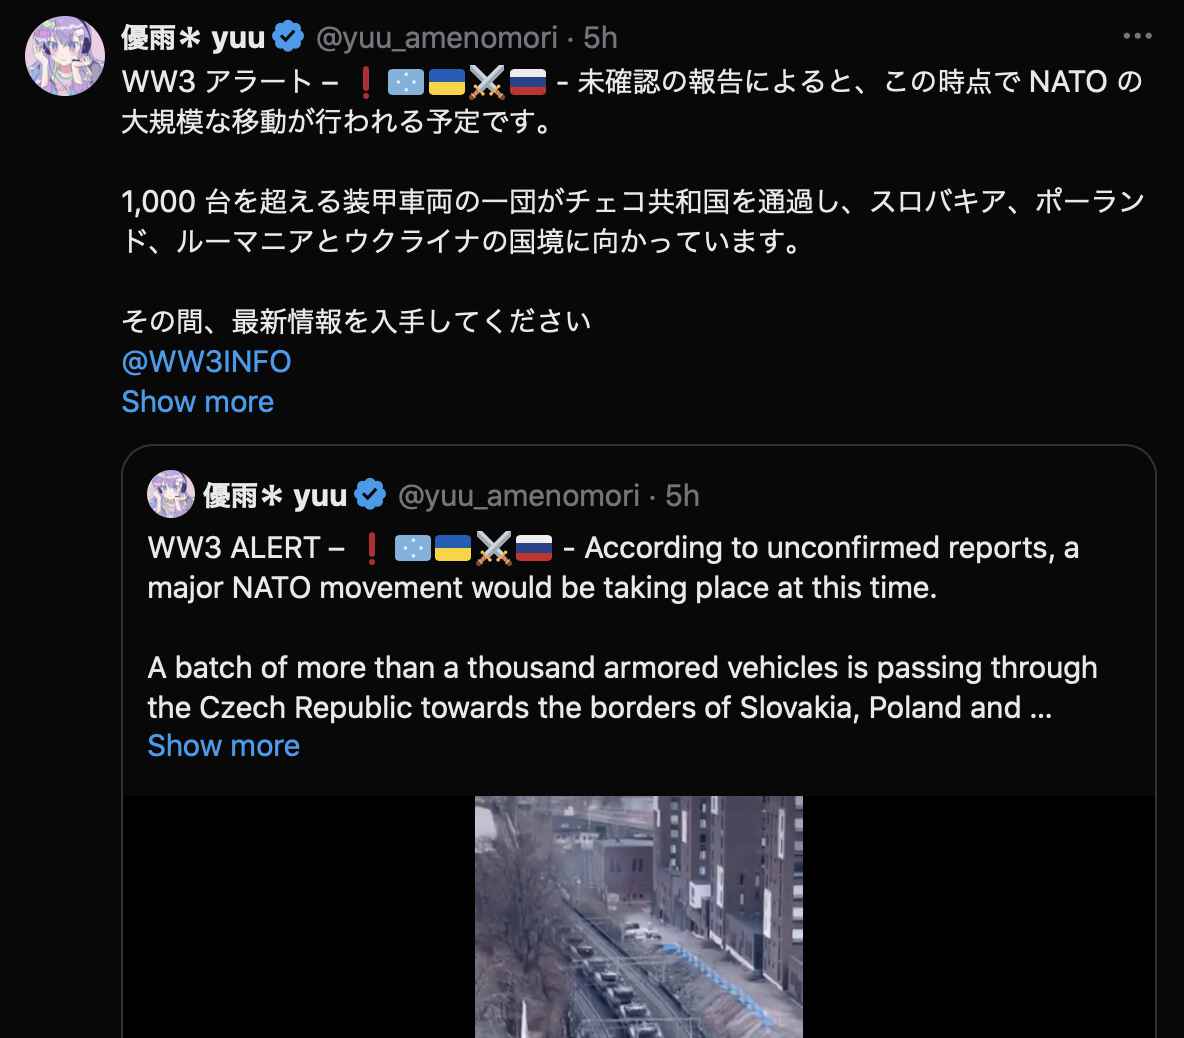 優雨＊ yuu @yuu_amenomori · 5h
WW3 アラート – ❗️🇫🇲🇺🇦⚔️🇷🇺 - 未確認の報告によると、この時点で NATO の
大規模な移動が行われる予定です。
1,000 台を超える装甲車両の一団がチェコ共和国を通過し、スロバキア、ポーラン
ド、ルーマニアとウクライナの国境に向かっています。
その間、最新情報を入手してください
@WW3INFO
Show more
優雨＊ yuu @yuu_amenomori · 5h
WW3 ALERT – ❗️🇫🇲🇺🇦⚔️🇷🇺 - According to unconfirmed reports, a
major NATO movement would be taking place at this time.
A batch of more than a thousand armored vehicles is passing through
the Czech Republic towards the borders of Slovakia, Poland and ...
Show more